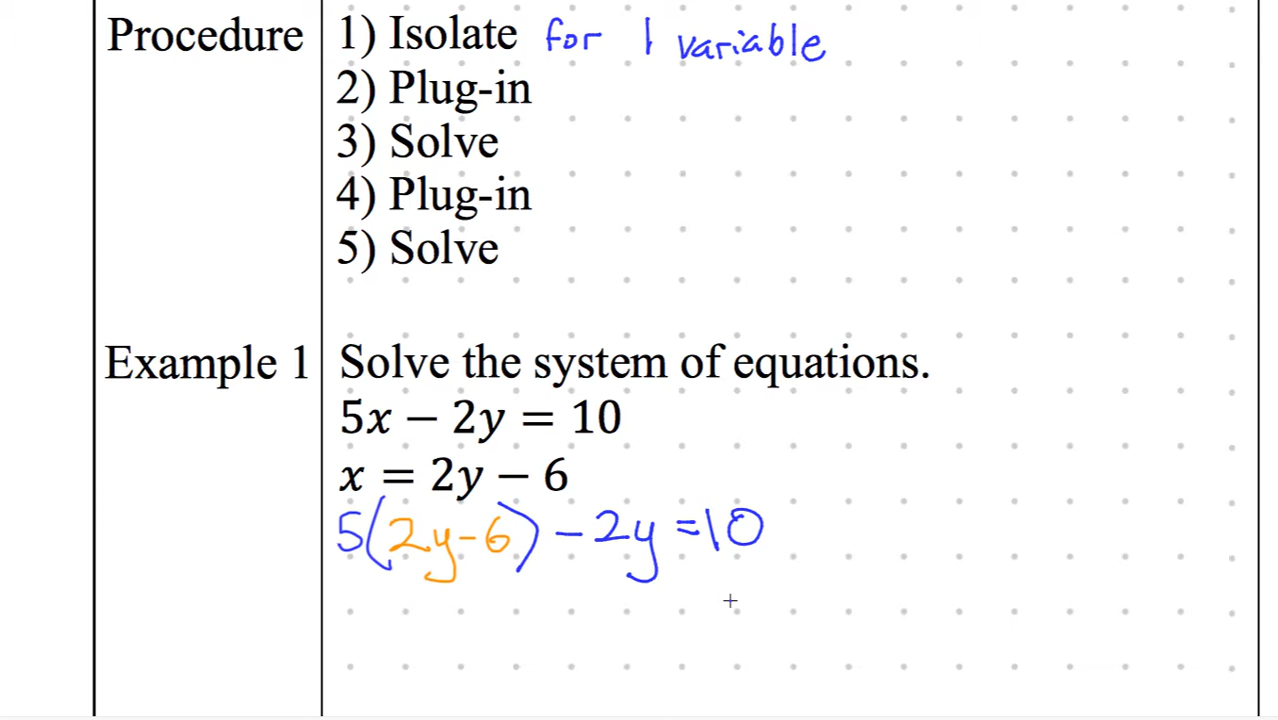 Procedure
1) Isolate for 1 variable
2) Plug-in
3) Solve
4) Plug-in
5) Solve
Example 1
Solve the system of equations.
5x − 2y = 10
x = 2y − 6
5(2y-6) - 2y = 10